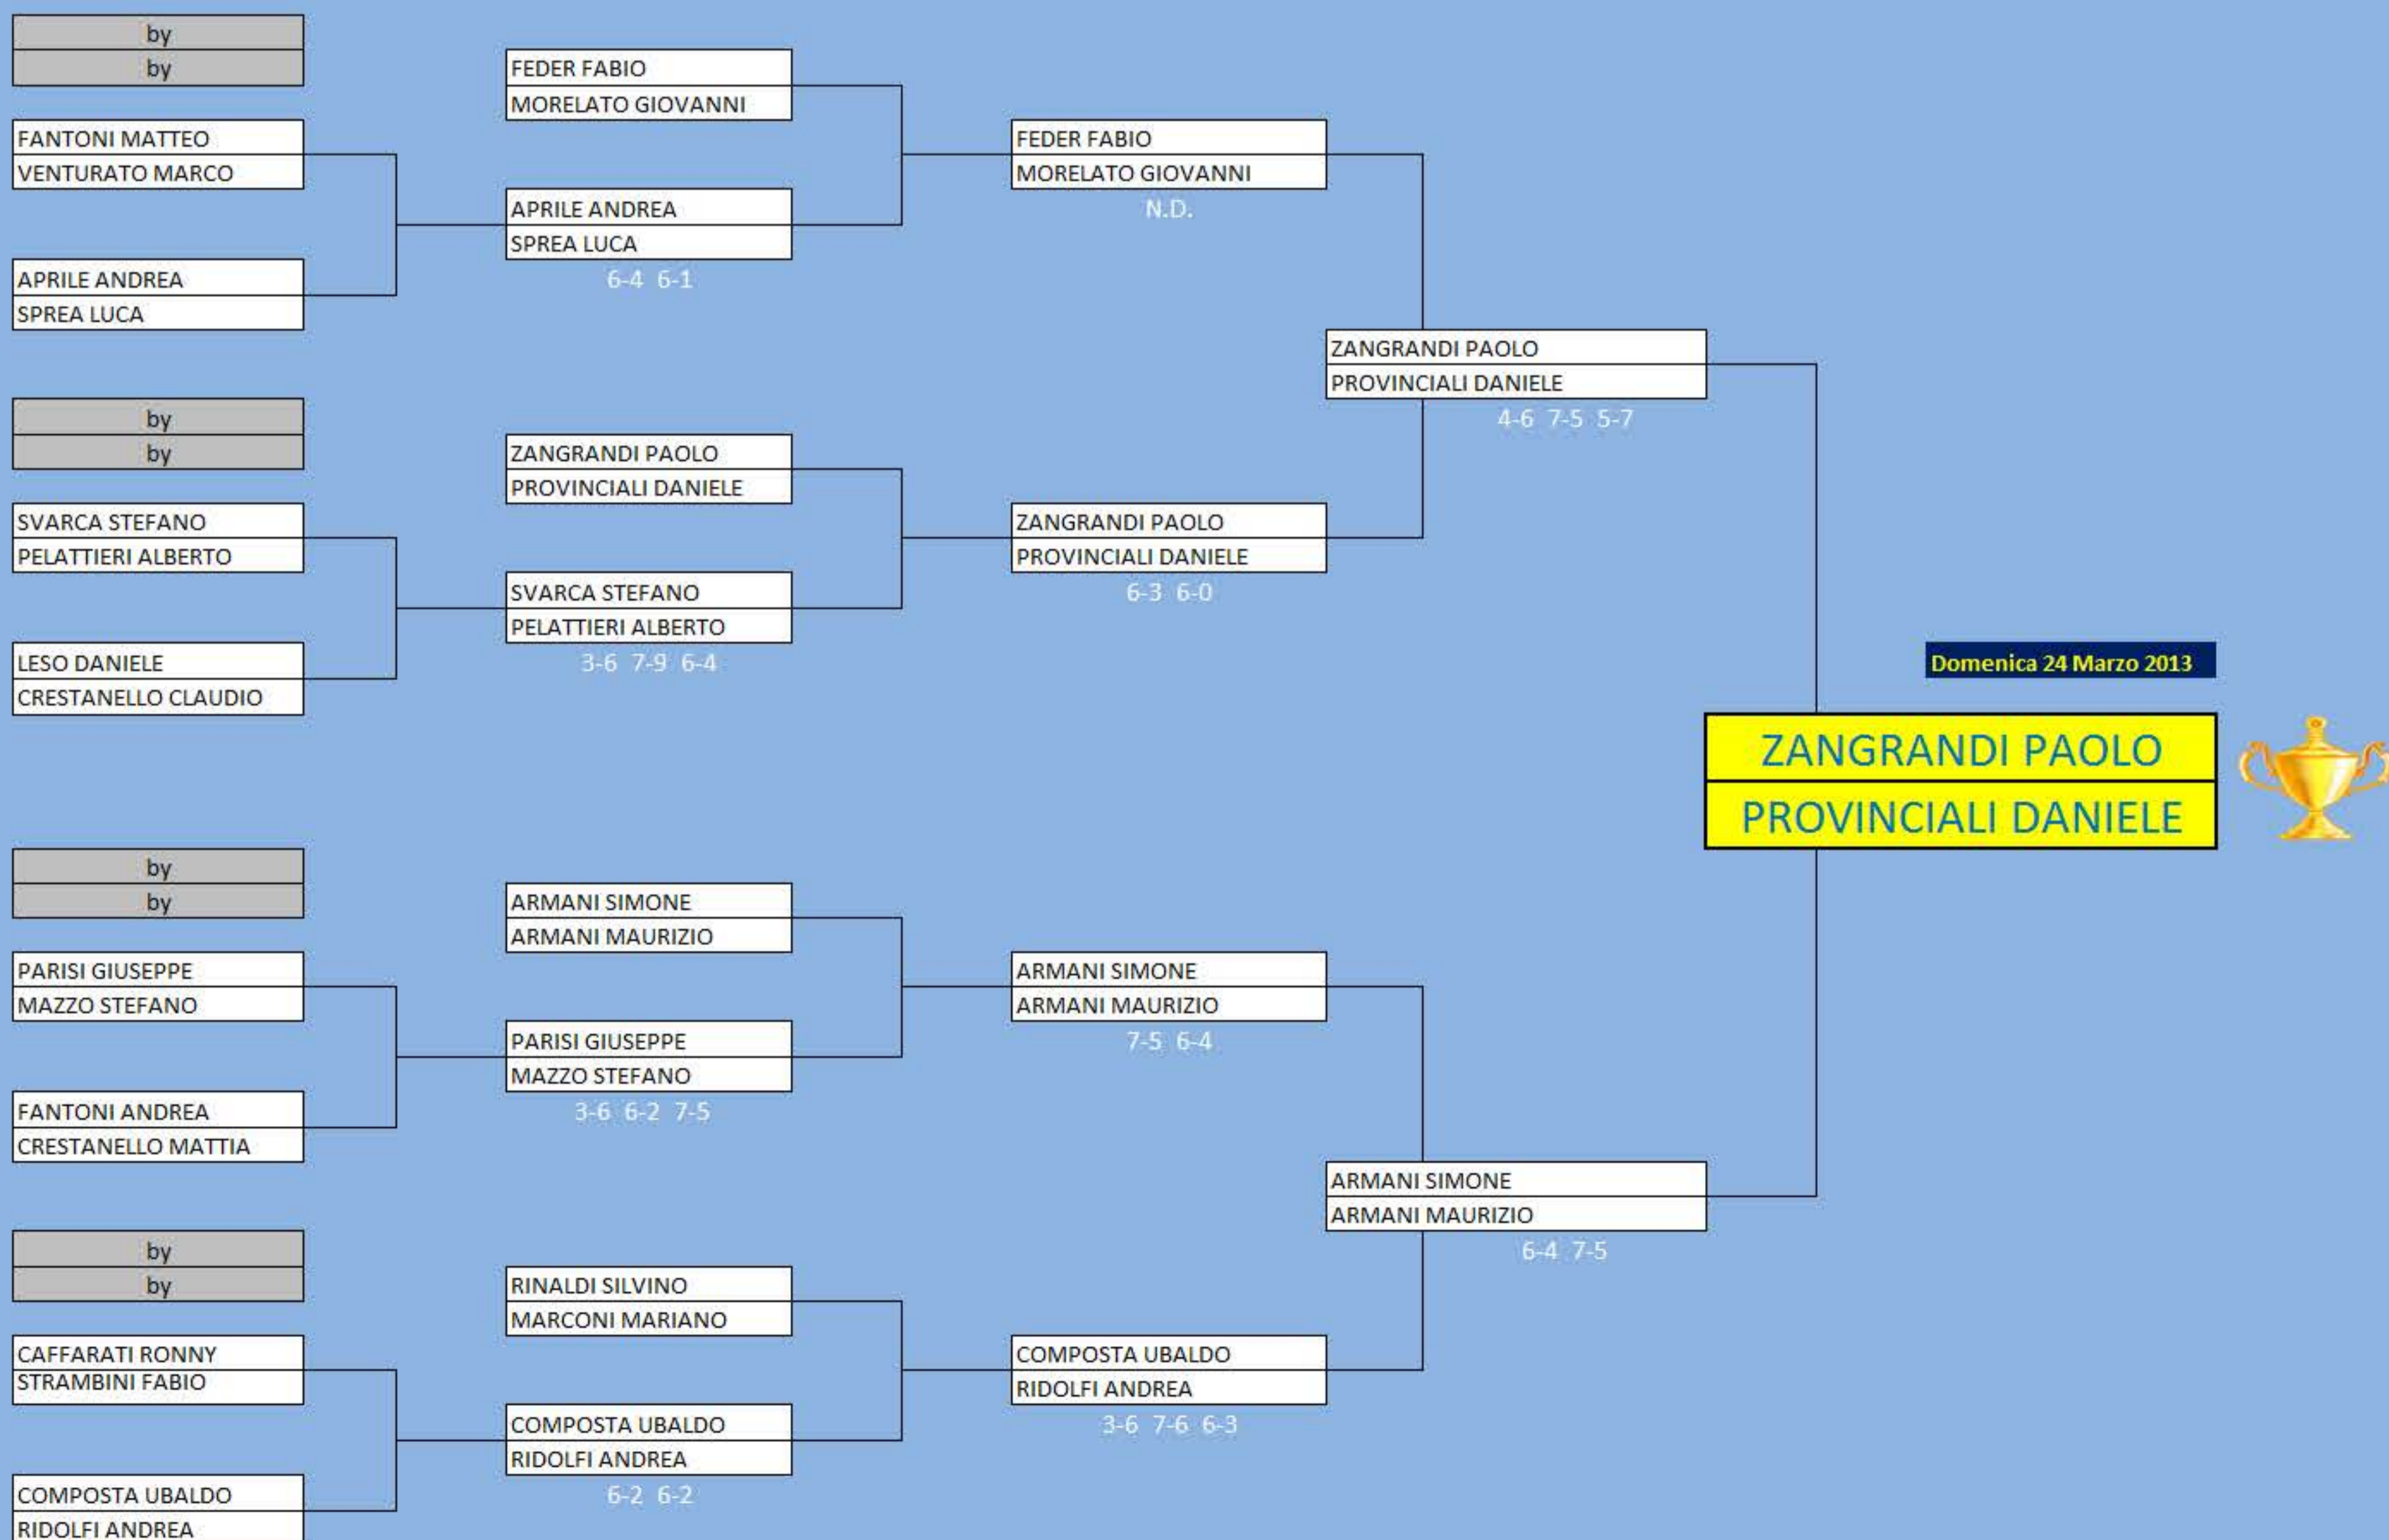 by
by
FANTONI MATTEO
VENTURATO MARCO
APRILE ANDREA
SPREA LUCA
by
by
SVARCA STEFANO
PELATTIERI ALBERTO
LESO DANIELE
CRESTANELLO CLAUDIO
by
by
PARISI GIUSEPPE
MAZZO STEFANO
FANTONI ANDREA
CRESTANELLO MATTIA
by
by
CAFFARATI RONNY
STRAMBINI FABIO
COMPOSTA UBALDO
RIDOLFI ANDREA
FEDER FABIO
MORELATO GIOVANNI
APRILE ANDREA
SPREA LUCA
6-4 6-1
ZANGRANDI PAOLO
PROVINCIALI DANIELE
SVARCA STEFANO
PELATTIERI ALBERTO
3-6 7-9 6-4
ARMANI SIMONE
ARMANI MAURIZIO
PARISI GIUSEPPE
MAZZO STEFANO
3-6 6-2 7-5
RINALDI SILVINO
MARCONI MARIANO
COMPOSTA UBALDO
RIDOLFI ANDREA
6-2 6-2
FEDER FABIO
MORELATO GIOVANNI
N.D.
ZANGRANDI PAOLO
PROVINCIALI DANIELE
6-3 6-0
ARMANI SIMONE
ARMANI MAURIZIO
7-5 6-4
COMPOSTA UBALDO
RIDOLFI ANDREA
3-6 7-6 6-3
ZANGRANDI PAOLO
PROVINCIALI DANIELE
4-6 7-5 5-7
ARMANI SIMONE
ARMANI MAURIZIO
6-4 7-5
Domenica 24 Marzo 2013
ZANGRANDI PAOLO
PROVINCIALI DANIELE